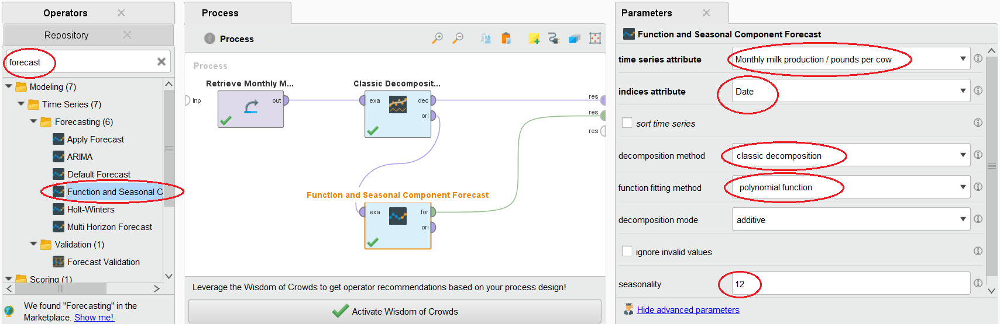 Operators
Repository
forecast
Modeling (7)
Time Series (7)
Forecasting (6)
Apply Forecast
ARIMA
Default Forecast
Function and Seasonal C
Holt-Winters
Multi Horizon Forecast
Validation (1)
Forecast Validation
Scoring (1)
We found "Forecasting" in the
Marketplace. Show me!
Process
Process
Process
inp
Retrieve Monthly M...
out
Classic Decomposit...
exa
dec
ori
res
res
res
Function and Seasonal Component Forecast
exa
for
ori
Leverage the Wisdom of Crowds to get operator recommendations based on your process design!
Activate Wisdom of Crowds
Parameters
Function and Seasonal Component Forecast
time series attribute Monthly milk production / pounds per cow
indices attribute Date
sort time series
decomposition method classic decomposition
function fitting method polynomial function
decomposition mode additive
ignore invalid values
seasonality 12
Hide advanced parameters